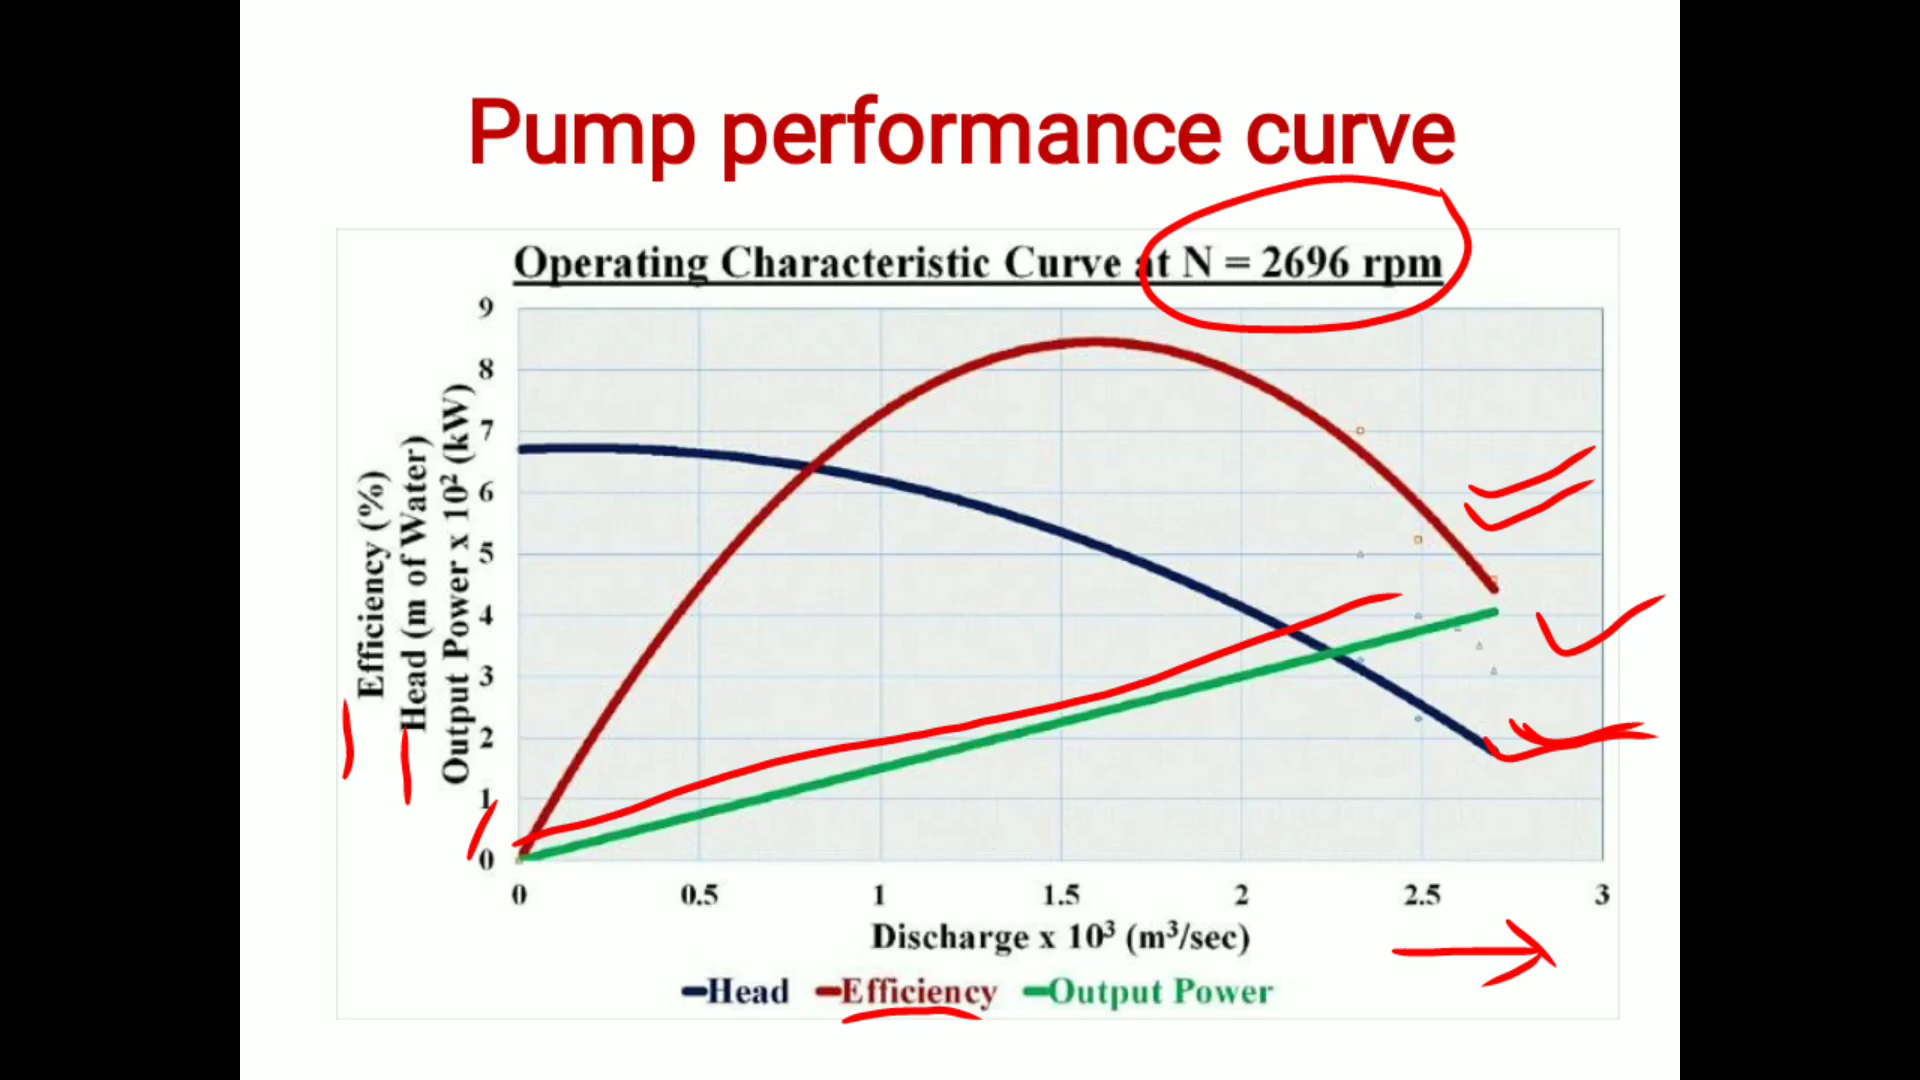 Pump performance curve
Operating Characteristic Curve at N = 2696 rpm
Efficiency (%)
Head (m of Water)
Output Power x 10² (kW)
9
8
7
6
5
4
3
2
1
0
0 0.5 1 1.5 2 2.5 3
Discharge x 10³ (m³/sec)
Head Efficiency Output Power